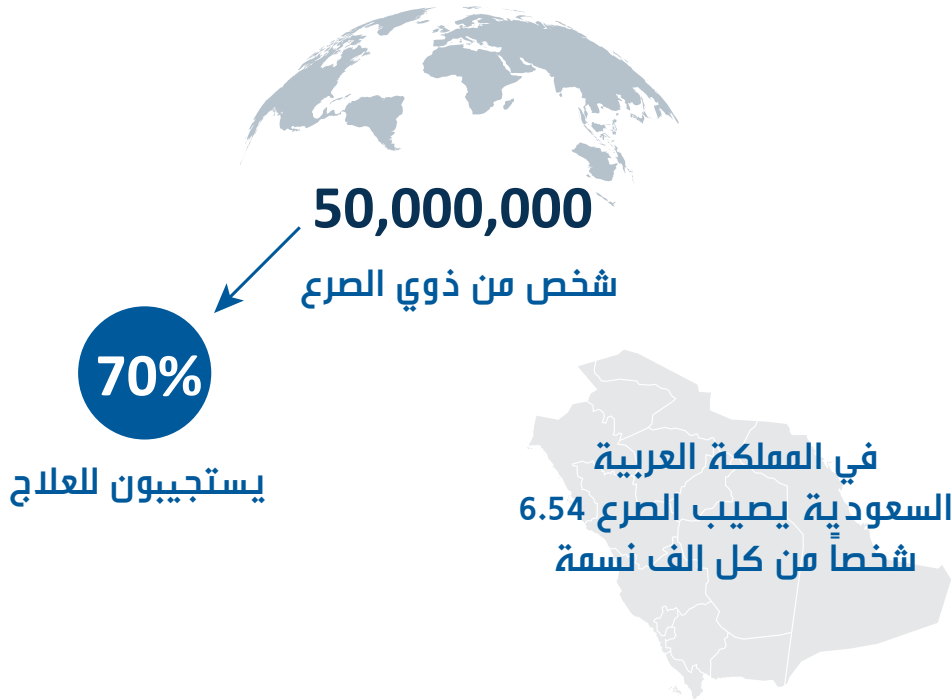 50,000,000
شخص من ذوي الصرع
70%
يستجيبون للعلاج
في المملكة العربية
السعودية يصيب الصرع 6.54
شخصاً من كل الف نسمة